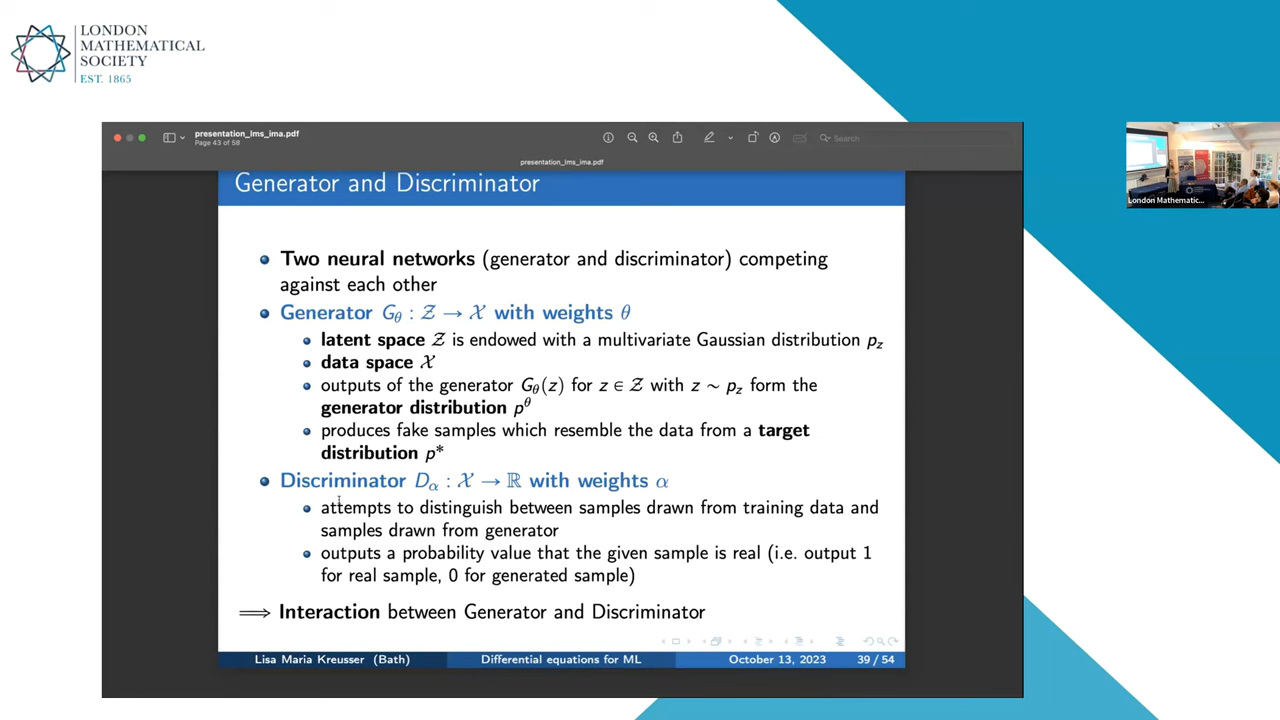 LONDON
MATHEMATICAL
SOCIETY
EST. 1865
presentation_lms_ima.pdf
Page 43 of 58
Search
presentation_lms_ima.pdf
London Mathematic...
Generator and Discriminator
Two neural networks (generator and discriminator) competing
against each other
Generator G_θ : 𝒵 → 𝒳 with weights θ
latent space 𝒵 is endowed with a multivariate Gaussian distribution p_z
data space 𝒳
outputs of the generator G_θ(z) for z ∈ 𝒵 with z ∼ p_z form the
generator distribution p^θ
produces fake samples which resemble the data from a target
distribution p*
Discriminator D_α : 𝒳 → ℝ with weights α
attempts to distinguish between samples drawn from training data and
samples drawn from generator
outputs a probability value that the given sample is real (i.e. output 1
for real sample, 0 for generated sample)
⟹ Interaction between Generator and Discriminator
Lisa Maria Kreusser (Bath) Differential equations for ML October 13, 2023 39 / 54